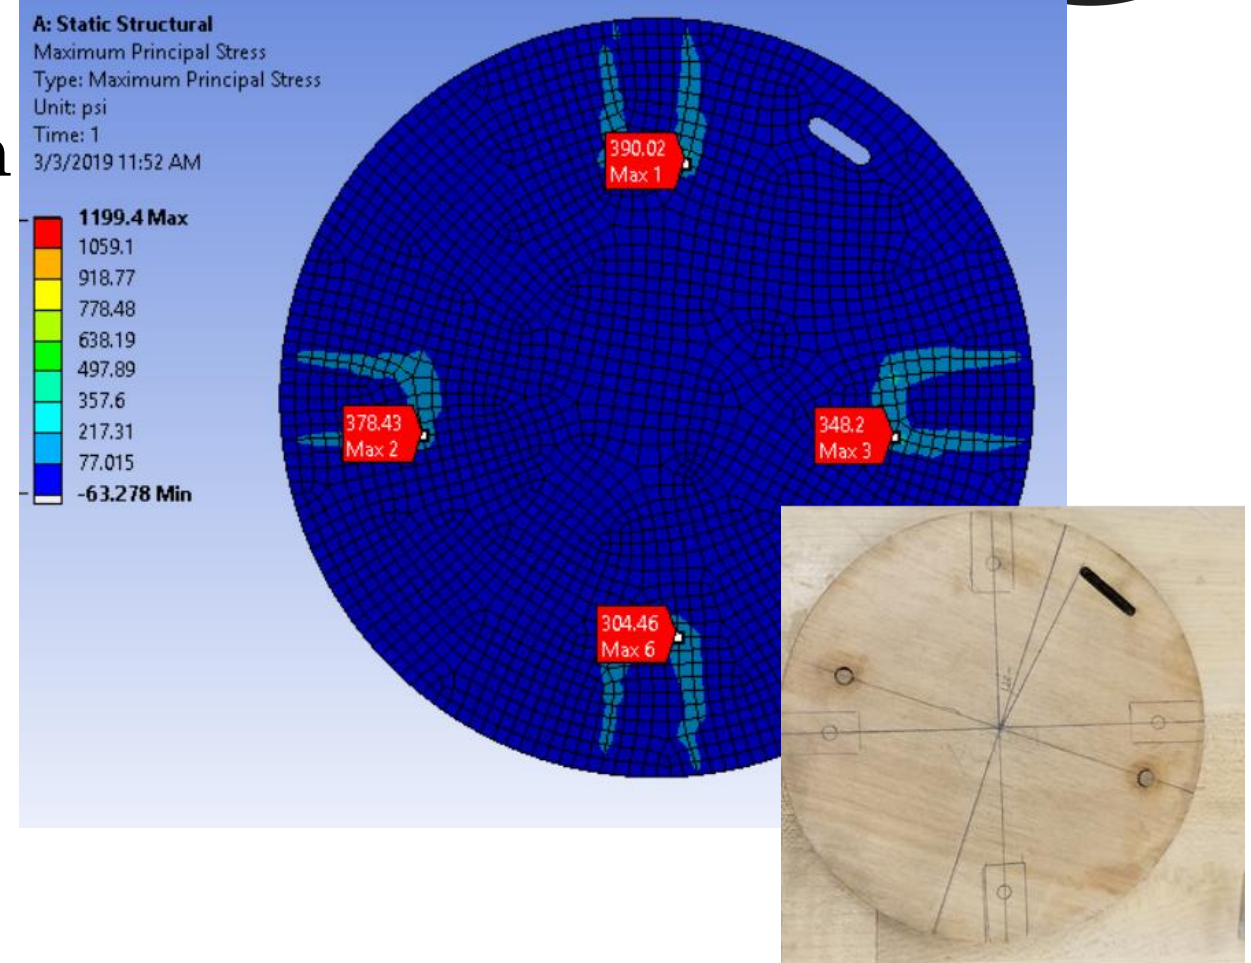 A: Static Structural
Maximum Principal Stress
Type: Maximum Principal Stress
Unit: psi
Time: 1
3/3/2019 11:52 AM
1199.4 Max
1059.1
918.77
778.48
638.19
497.89
357.6
217.31
77.015
-63.278 Min
390.02
Max 1
378.43
Max 2
348.2
Max 3
304.46
Max 6